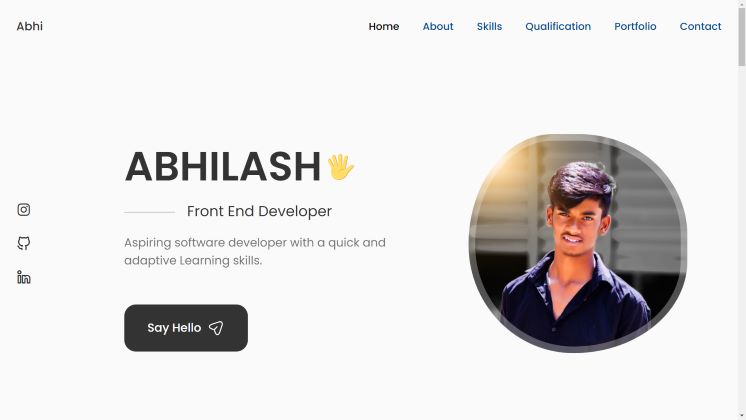 Abhi
Home About Skills Qualification Portfolio Contact
ABHILASH👋
Front End Developer
Aspiring software developer with a quick and
adaptive Learning skills.
Say Hello